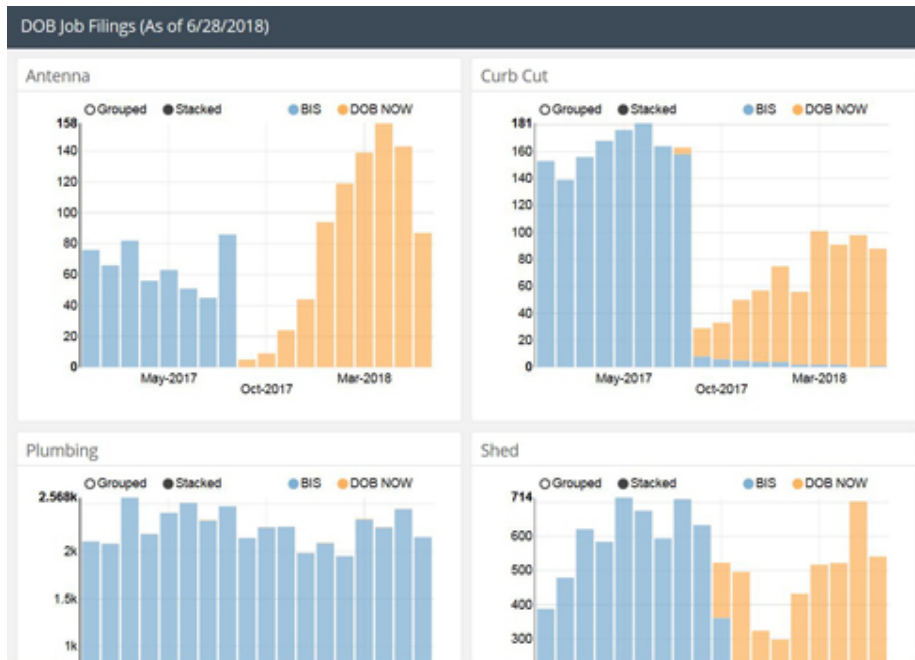 DOB Job Filings (As of 6/28/2018)
Antenna
Grouped Stacked BIS DOB NOW
158
140
120
100
80
60
40
20
0
May-2017
Oct-2017
Mar-2018
Curb Cut
Grouped Stacked BIS DOB NOW
181
160
140
120
100
80
60
40
20
0
May-2017
Oct-2017
Mar-2018
Plumbing
Grouped Stacked BIS DOB NOW
2.568k
2k
1.5k
1k
Shed
Grouped Stacked BIS DOB NOW
714
600
500
400
300